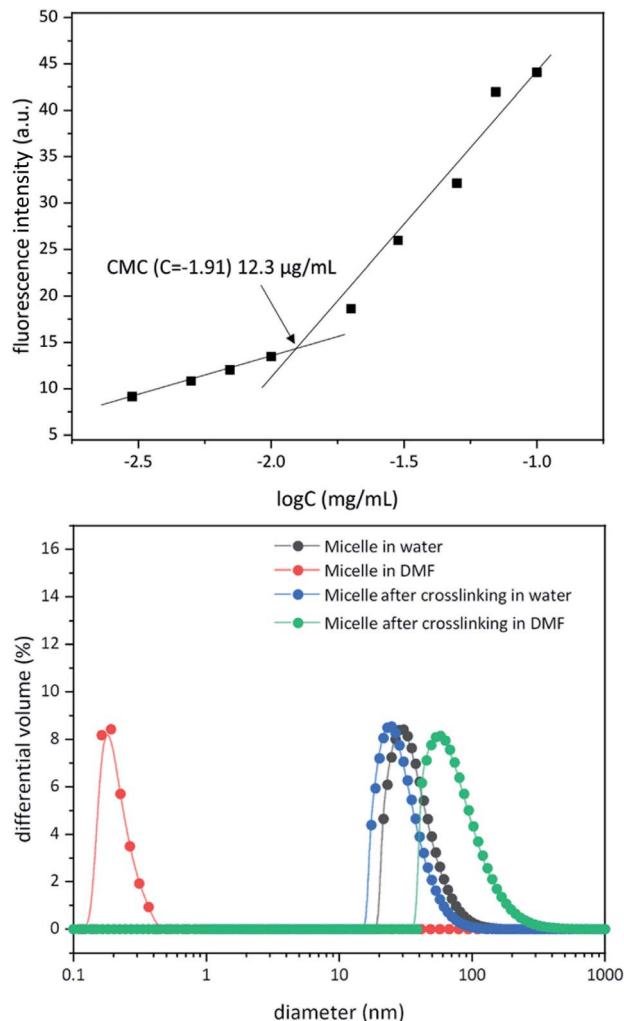 50
45
40
35
30
25
20
15
10
5
fluorescence intensity (a.u.)
CMC (C=-1.91) 12.3 µg/mL
-2.5 -2.0 -1.5 -1.0
logC (mg/mL)
16
14
12
10
8
6
4
2
0
differential volume (%)
Micelle in water
Micelle in DMF
Micelle after crosslinking in water
Micelle after crosslinking in DMF
0.1 1 10 100 1000
diameter (nm)